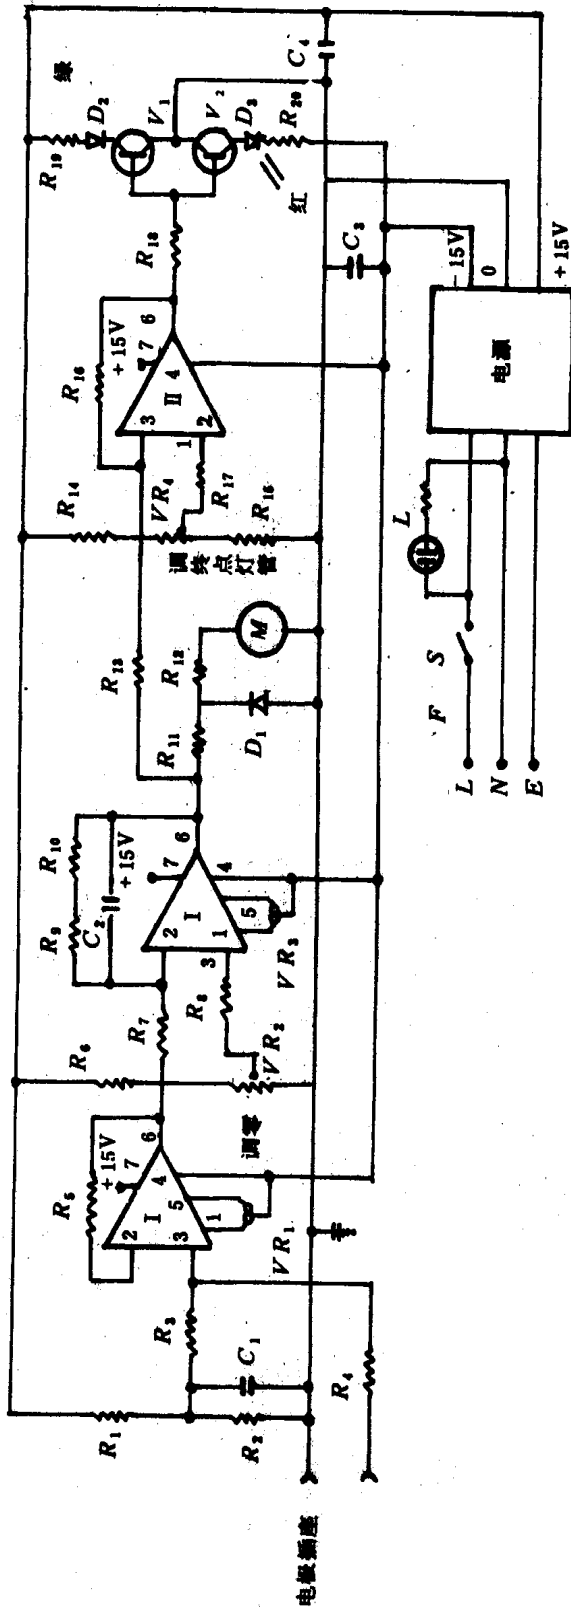 绿
R₁₉
D₂
V₁
V₂
D₃
R₂₀
C₄
红
R₁₈
C₃
R₁₆
+15V
7
6
3
II
4
1
2
R₁₄
VR₄
R₁₇
R₁₅
调终点灯管
-15V
0
+15V
电源
L
R₁₃
R₁₂
M
R₁₁
D₁
S
F
L
N
E
R₁₀
R₉
C₂
+15V
7
6
2
I
4
1
5
3
R₈
VR₃
R₇
R₆
VR₂
调零
R₅
+15V
7
6
2
I
4
5
3
1
VR₁
R₃
C₁
R₄
R₁
R₂
电极插座